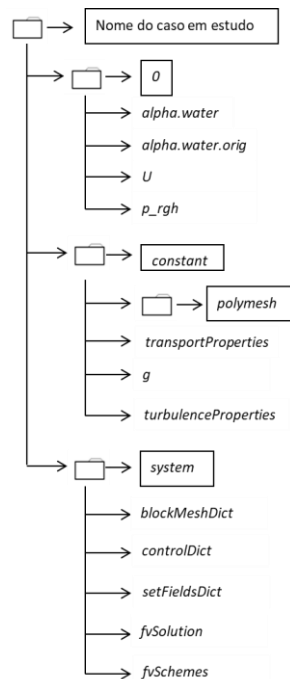 Nome do caso em estudo
0
alpha.water
alpha.water.orig
U
p_rgh
constant
polymesh
transportProperties
g
turbulenceProperties
system
blockMeshDict
controlDict
setFieldsDict
fvSolution
fvSchemes